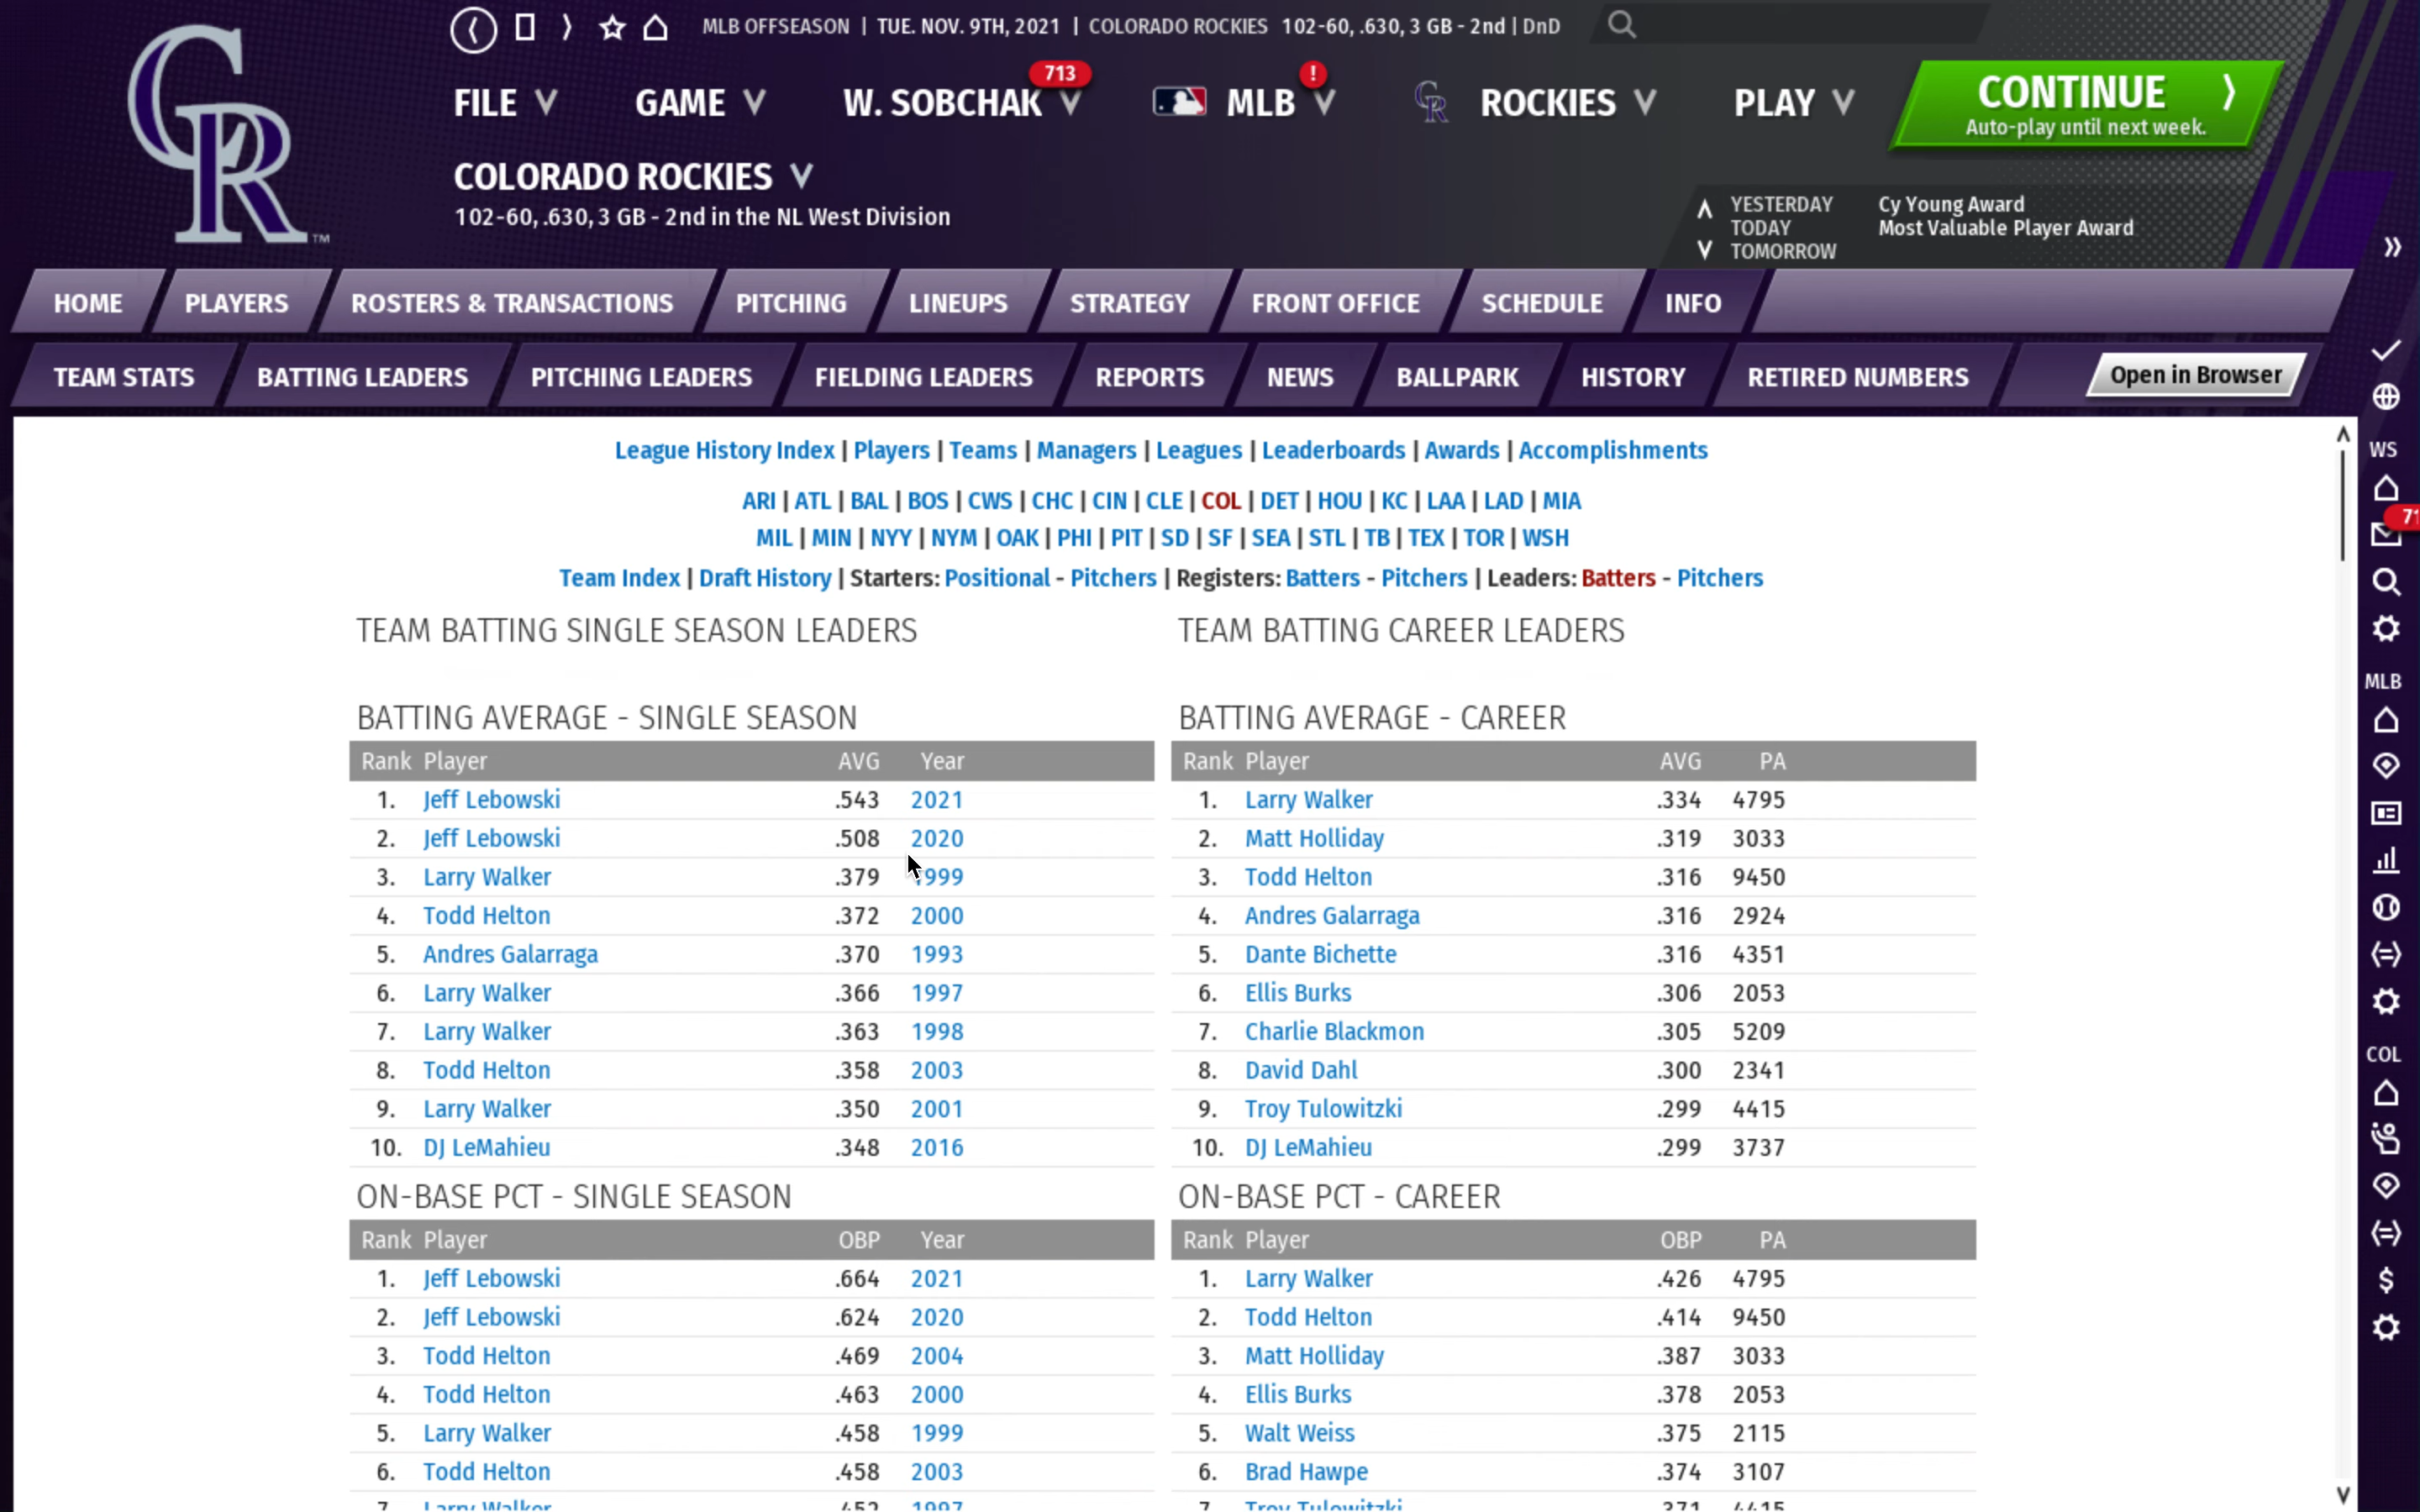 MLB OFFSEASON | TUE. NOV. 9TH, 2021 | COLORADO ROCKIES 102-60, .630, 3 GB - 2nd | DnD
713
!
FILE GAME W. SOBCHAK MLB ROCKIES PLAY
CONTINUE
Auto-play until next week.
COLORADO ROCKIES
102-60, .630, 3 GB - 2nd in the NL West Division
CR
TM
YESTERDAY Cy Young Award
TODAY Most Valuable Player Award
TOMORROW
HOME PLAYERS ROSTERS & TRANSACTIONS PITCHING LINEUPS STRATEGY FRONT OFFICE SCHEDULE INFO
TEAM STATS BATTING LEADERS PITCHING LEADERS FIELDING LEADERS REPORTS NEWS BALLPARK HISTORY RETIRED NUMBERS Open in Browser
League History Index | Players | Teams | Managers | Leagues | Leaderboards | Awards | Accomplishments
ARI | ATL | BAL | BOS | CWS | CHC | CIN | CLE | COL | DET | HOU | KC | LAA | LAD | MIA
MIL | MIN | NYY | NYM | OAK | PHI | PIT | SD | SF | SEA | STL | TB | TEX | TOR | WSH
Team Index | Draft History | Starters: Positional - Pitchers | Registers: Batters - Pitchers | Leaders: Batters - Pitchers
TEAM BATTING SINGLE SEASON LEADERS
BATTING AVERAGE - SINGLE SEASON
Rank Player AVG Year
1. Jeff Lebowski .543 2021
2. Jeff Lebowski .508 2020
3. Larry Walker .379 1999
4. Todd Helton .372 2000
5. Andres Galarraga .370 1993
6. Larry Walker .366 1997
7. Larry Walker .363 1998
8. Todd Helton .358 2003
9. Larry Walker .350 2001
10. DJ LeMahieu .348 2016
ON-BASE PCT - SINGLE SEASON
Rank Player OBP Year
1. Jeff Lebowski .664 2021
2. Jeff Lebowski .624 2020
3. Todd Helton .469 2004
4. Todd Helton .463 2000
5. Larry Walker .458 1999
6. Todd Helton .458 2003
7. Larry Walker .452 1997
TEAM BATTING CAREER LEADERS
BATTING AVERAGE - CAREER
Rank Player AVG PA
1. Larry Walker .334 4795
2. Matt Holliday .319 3033
3. Todd Helton .316 9450
4. Andres Galarraga .316 2924
5. Dante Bichette .316 4351
6. Ellis Burks .306 2053
7. Charlie Blackmon .305 5209
8. David Dahl .300 2341
9. Troy Tulowitzki .299 4415
10. DJ LeMahieu .299 3737
ON-BASE PCT - CAREER
Rank Player OBP PA
1. Larry Walker .426 4795
2. Todd Helton .414 9450
3. Matt Holliday .387 3033
4. Ellis Burks .378 2053
5. Walt Weiss .375 2115
6. Brad Hawpe .374 3107
7. Troy Tulowitzki .371 4415
WS
71
MLB
COL
$